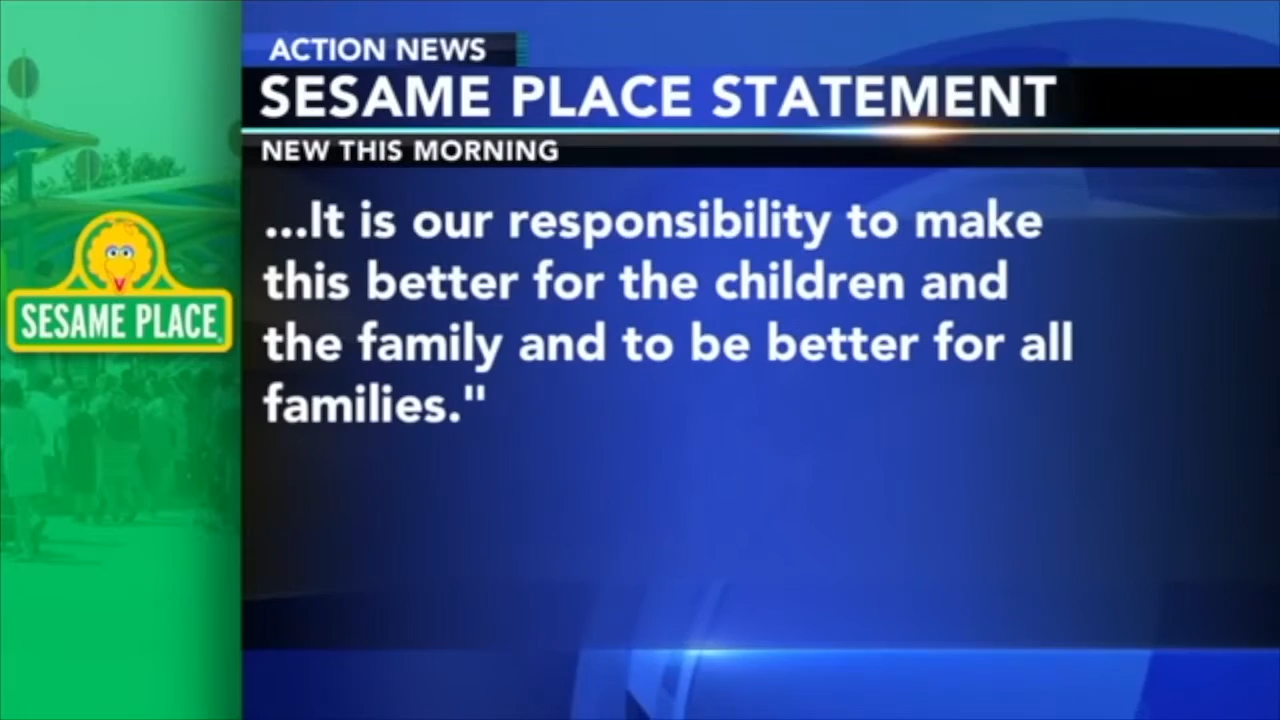 ACTION NEWS
SESAME PLACE STATEMENT
NEW THIS MORNING
...It is our responsibility to make
this better for the children and
the family and to be better for all
families."
SESAME PLACE